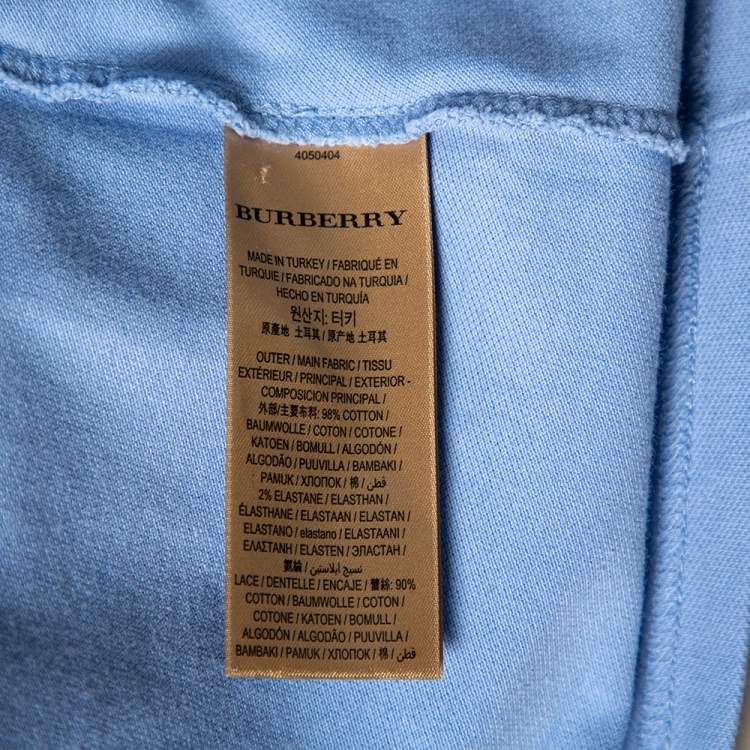 4050404
BURBERRY
MADE IN TURKEY / FABRIQUÉ EN
TURQUIE / FABRICADO NA TURQUIA /
HECHO EN TURQUÍA
원산지: 터키
原產地 土耳其 / 原产地 土耳其
OUTER / MAIN FABRIC / TISSU
EXTÉRIEUR / PRINCIPAL / EXTERIOR -
COMPOSICION PRINCIPAL /
外部/主要布料: 98% COTTON /
BAUMWOLLE / COTON / COTONE /
KATOEN / BOMULL / ALGODÓN /
ALGODÃO / PUUVILLA / BAMBAKI /
PAMUK / ХЛОПОК / 棉 / قطن /
2% ELASTANE / ELASTHAN /
ÉLASTHANE / ELASTAAN / ELASTAN /
ELASTANO / elastano / ELASTAANI /
ΕΛΑΣΤΑΝΗ / ELASTEN / ЭЛАСТАН /
氨綸 / نسيج إيلاستين /
LACE / DENTELLE / ENCAJE / 蕾絲: 90%
COTTON / BAUMWOLLE / COTON /
COTONE / KATOEN / BOMULL /
ALGODÓN / ALGODÃO / PUUVILLA /
BAMBAKI / PAMUK / ХЛОПОК / 棉 / قطن /